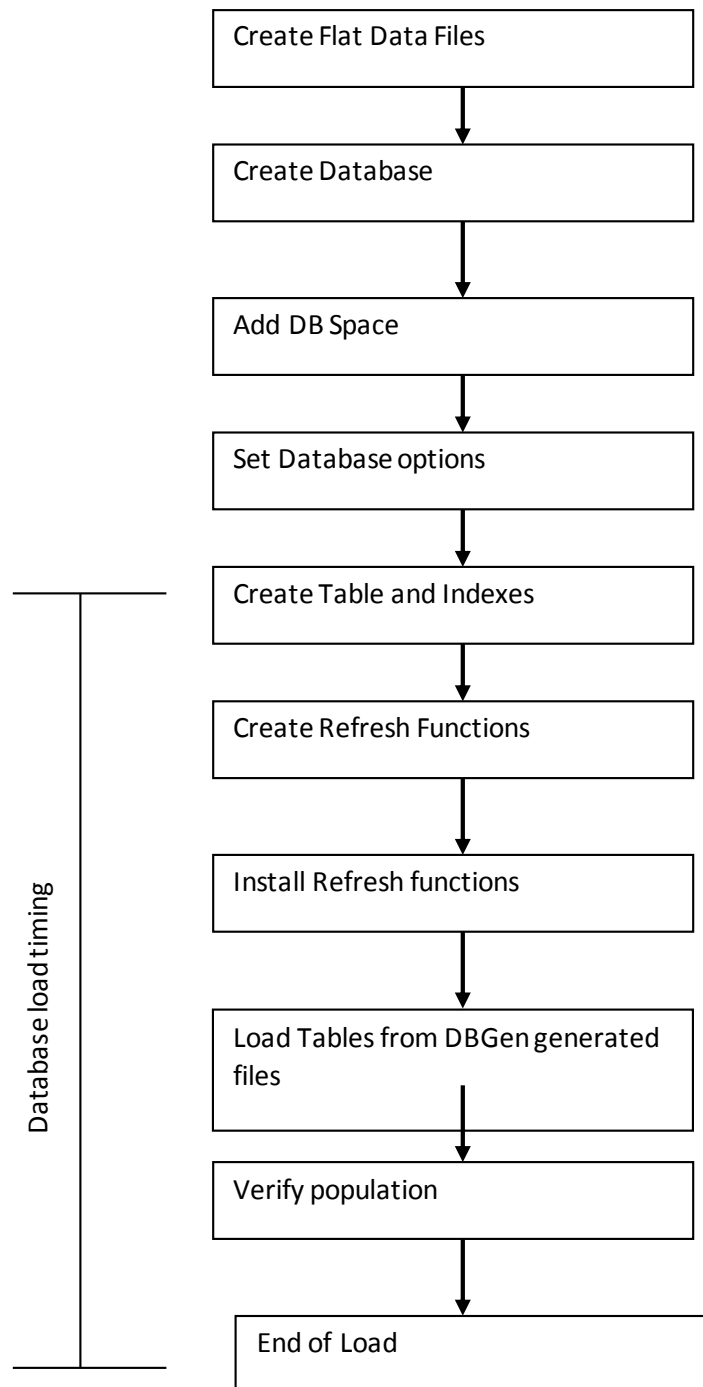 Create Flat Data Files
Create Database
Add DB Space
Set Database options
Create Table and Indexes
Create Refresh Functions
Install Refresh functions
Load Tables from DBGen generated
files
Verify population
End of Load
Database load timing